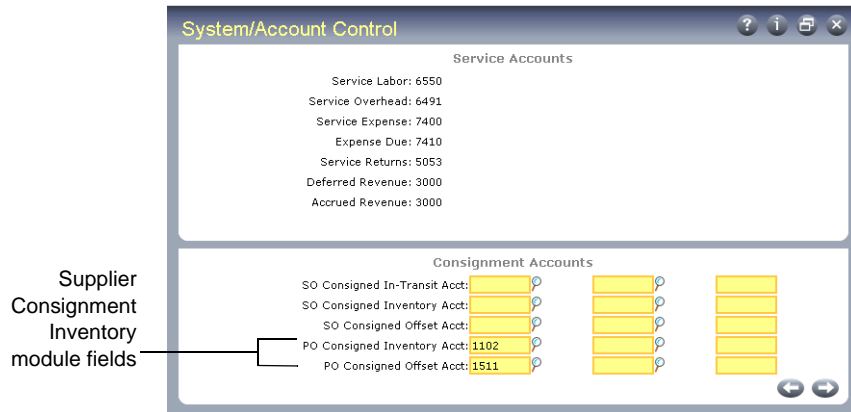 System/Account Control
Service Accounts
Service Labor: 6550
Service Overhead: 6491
Service Expense: 7400
Expense Due: 7410
Service Returns: 5053
Deferred Revenue: 3000
Accrued Revenue: 3000
Consignment Accounts
SO Consigned In-Transit Acct:
SO Consigned Inventory Acct:
SO Consigned Offset Acct:
PO Consigned Inventory Acct: 1102
PO Consigned Offset Acct: 1511
Supplier
Consignment
Inventory
module fields